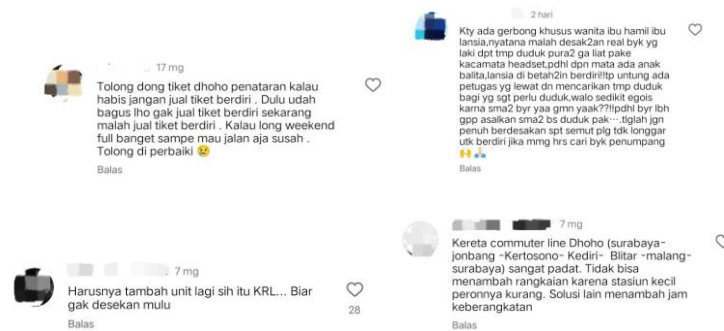 17 mg
Tolong dong tiket dhoho penataran kalau
habis jangan jual tiket berdiri . Dulu udah
bagus lho gak jual tiket berdiri sekarang
malah jual tiket berdiri . Kalau long weekend
full banget sampe mau jalan aja susah .
Tolong di perbaiki 😢
Balas
2 hari
Kty ada gerbong khusus wanita ibu hamil ibu
lansia,nyatana malah desak2an real byk yg
laki dpt tmp duduk pura2 ga liat pake
kacamata headset,pdhl dpn mata ada anak
balita,lansia di betah2in berdiri!!tp untung ada
petugas yg lewat dn mencarikan tmp duduk
bagi yg sgt perlu duduk,walo sedikit egois
karna sma2 byr yaa gmn yaak??!!pdhl byr lbh
gpp asalkan sma2 bs duduk pak....tlglah jgn
penuh berdesakan spt semut plg tdk longgar
utk berdiri jika mmg hrs cari byk penumpang
🙌🙏🏻
Balas
7 mg
Harusnya tambah unit lagi sih itu KRL... Biar
gak desekan mulu
28
Balas
7 mg
Kereta commuter line Dhoho (surabaya-
jonbang -Kertosono- Kediri- Blitar -malang-
surabaya) sangat padat. Tidak bisa
menambah rangkaian karena stasiun kecil
peronnya kurang. Solusi lain menambah jam
keberangkatan
Balas